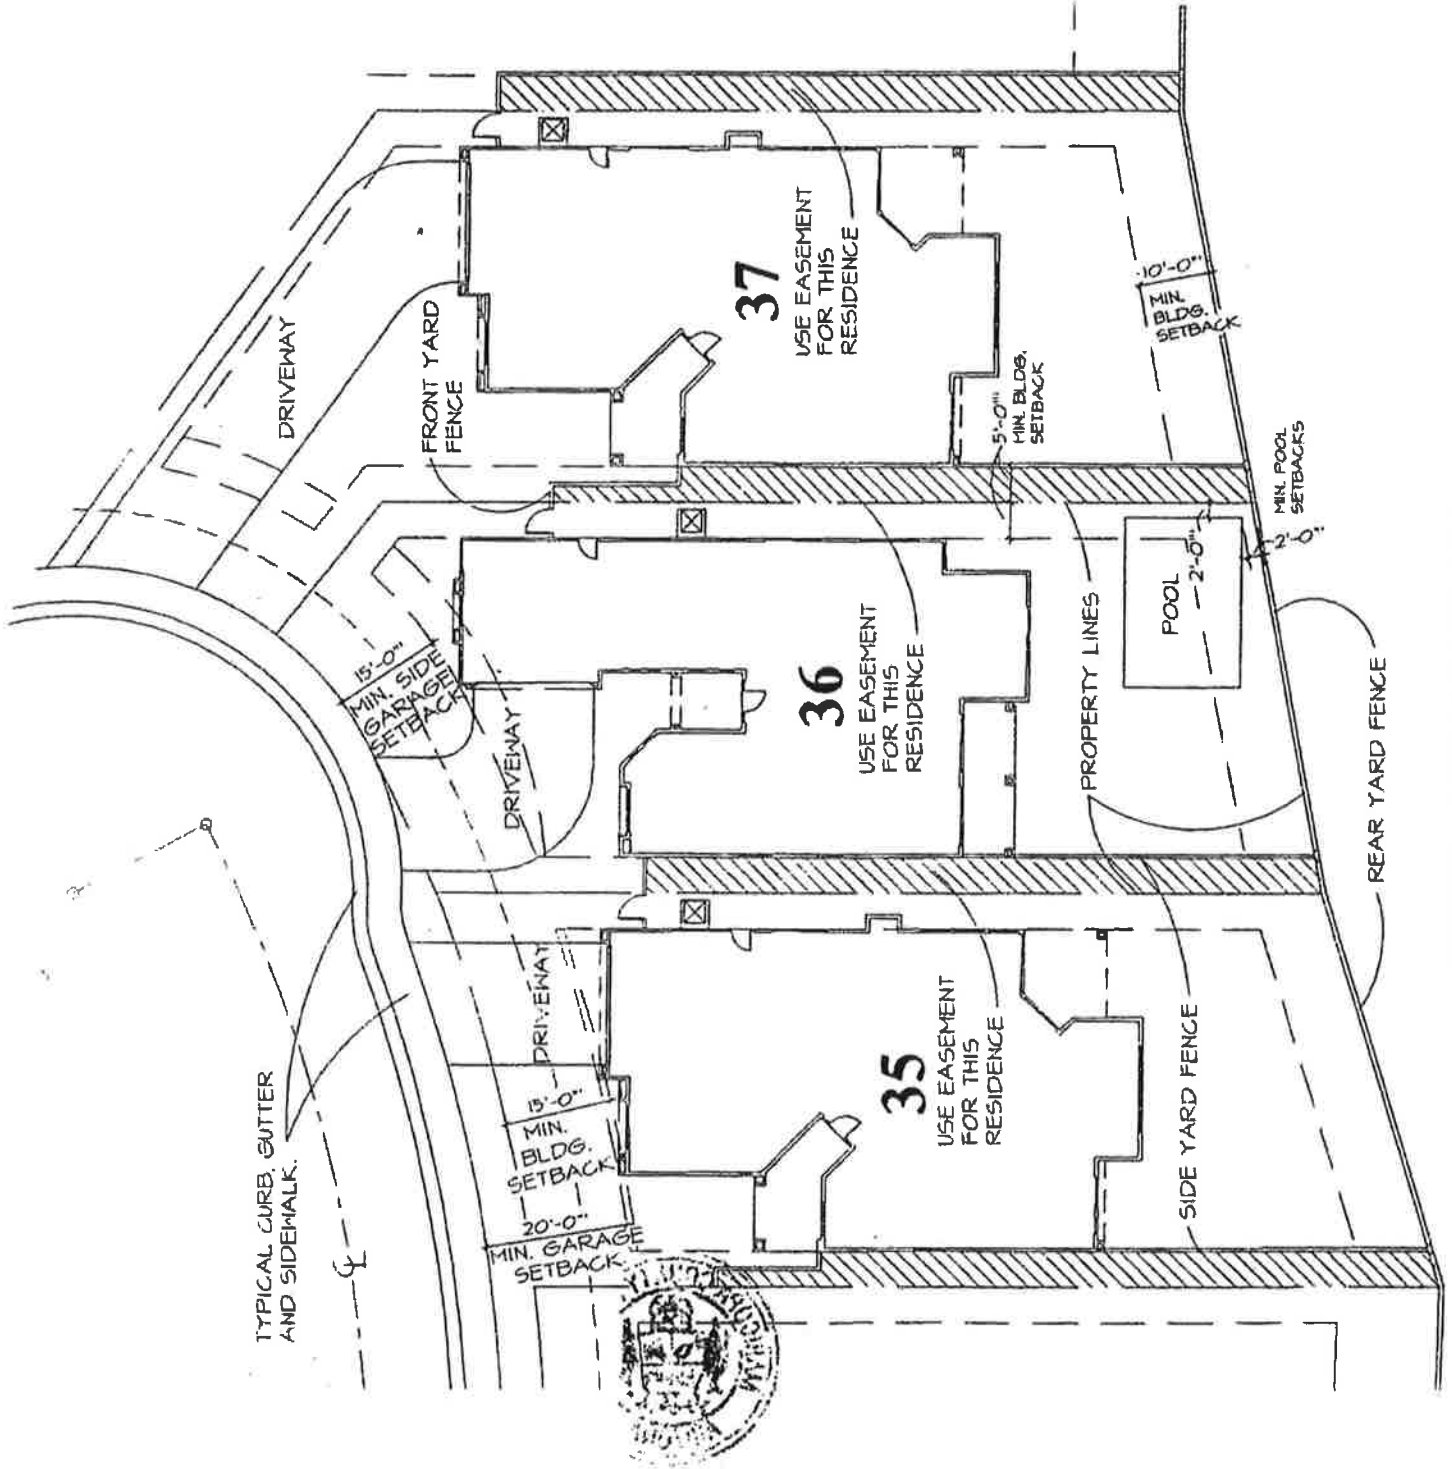 TYPICAL CURB, GUTTER
AND SIDEWALK.
DRIVEWAY
FRONT YARD
FENCE
37
USE EASEMENT
FOR THIS
RESIDENCE
10'-0"
MIN.
BLDG.
SETBACK
5'-0"
MIN. BLDG.
SETBACK
MIN. POOL
SETBACKS
2'-0"
2'-0"
POOL
15'-0"
MIN. SIDE
GARAGE
SETBACK
DRIVEWAY
36
USE EASEMENT
FOR THIS
RESIDENCE
PROPERTY LINES
REAR YARD FENCE
DRIVEWAY
15'-0"
MIN.
BLDG.
SETBACK
20'-0"
MIN. GARAGE
SETBACK
35
USE EASEMENT
FOR THIS
RESIDENCE
SIDE YARD FENCE